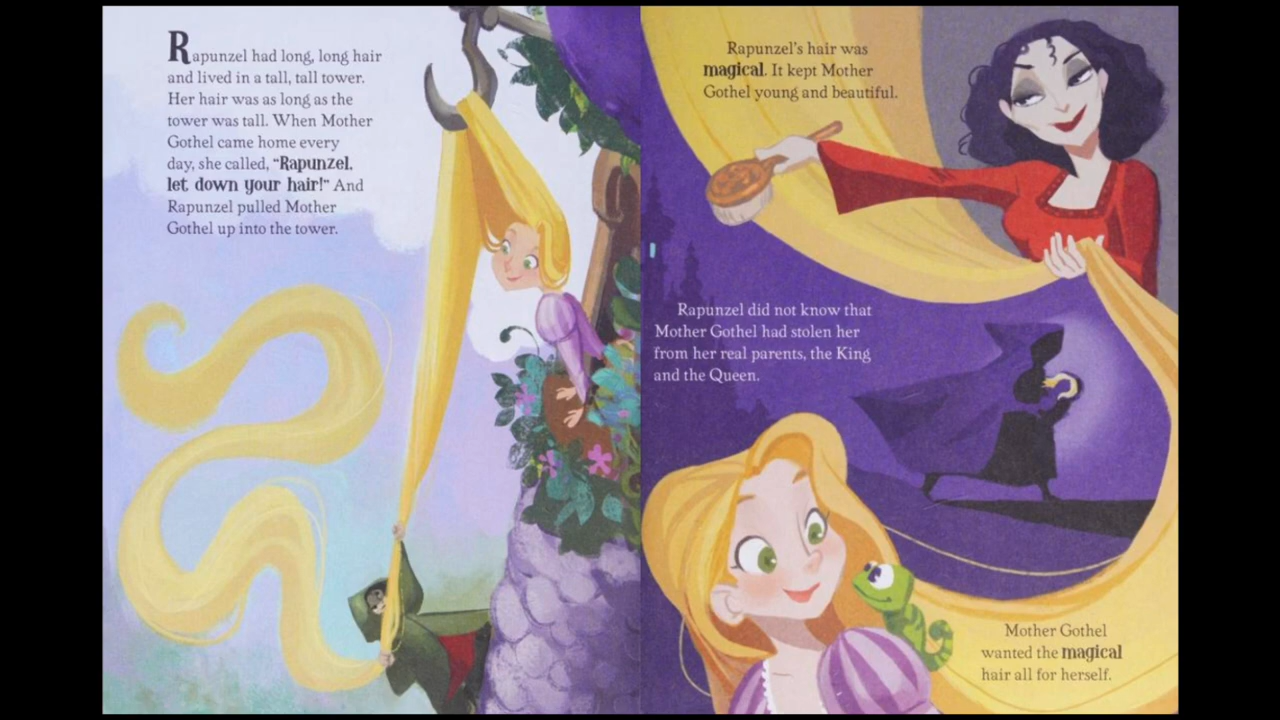 Rapunzel had long, long hair
and lived in a tall, tall tower.
Her hair was as long as the
tower was tall. When Mother
Gothel came home every
day, she called, “Rapunzel,
let down your hair!” And
Rapunzel pulled Mother
Gothel up into the tower.
Rapunzel’s hair was
magical. It kept Mother
Gothel young and beautiful.
Rapunzel did not know that
Mother Gothel had stolen her
from her real parents, the King
and the Queen.
Mother Gothel
wanted the magical
hair all for herself.